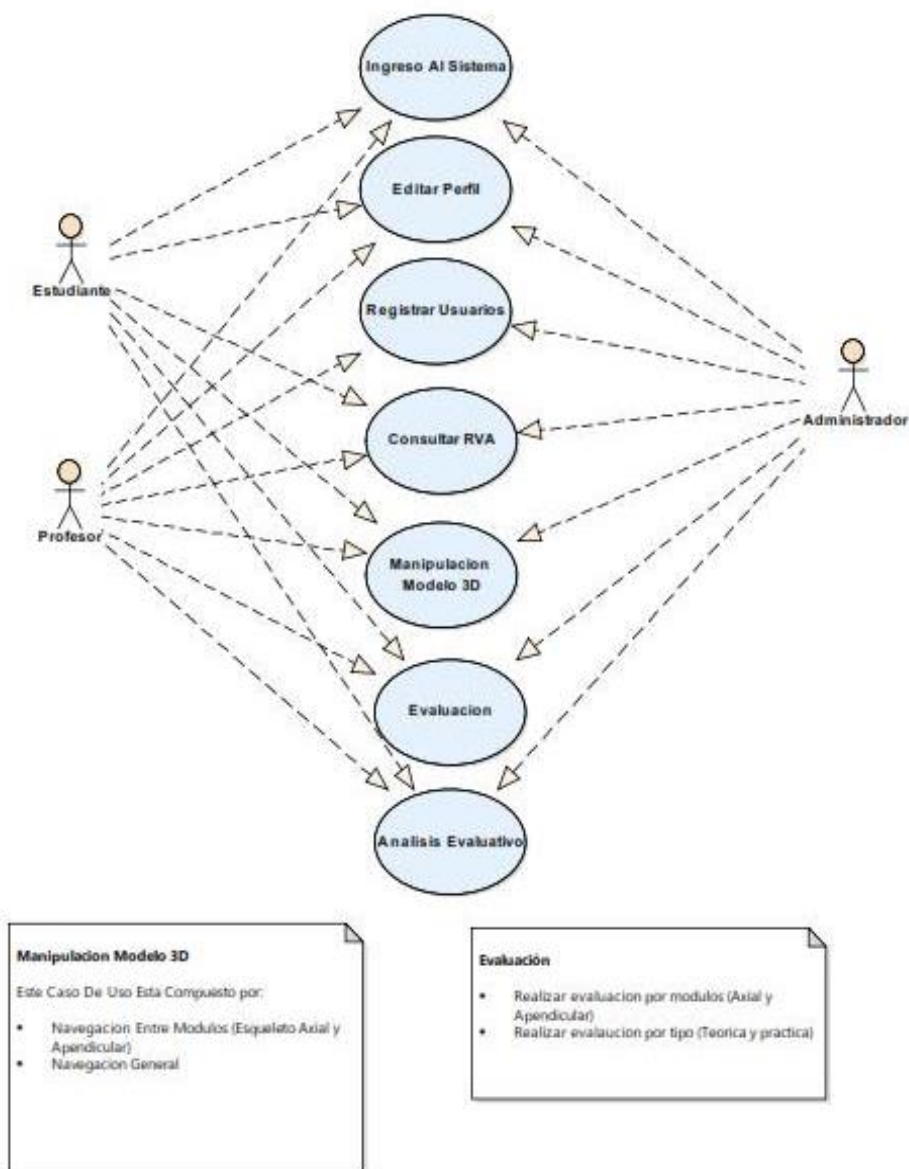 Ingreso Al Sistema
Editar Perfil
Estudiante
Registrar Usuarios
Administrador
Consultar RVA
Profesor
Manipulacion
Modelo 3D
Evaluacion
Analisis Evaluativo
Manipulacion Modelo 3D
Este Caso De Uso Esta Compuesto por:
• Navegacion Entre Modulos (Esqueleto Axial y
Apendicular)
• Navegacion General
Evaluación
• Realizar evaluacion por modulos (Axial y
Apendicular)
• Realizar evalaucion por tipo (Teorica y practica)